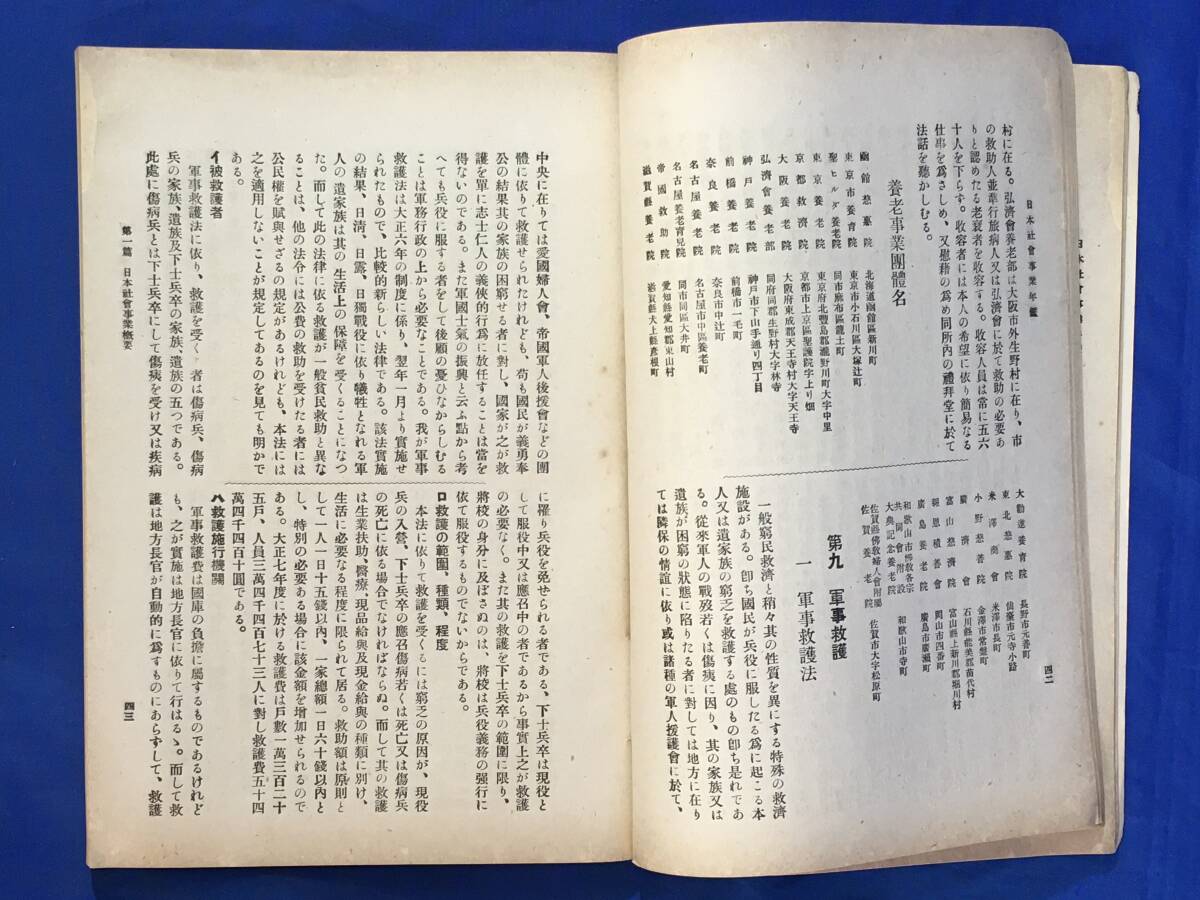 日本社會事業年鑑
四二
村に在る。弘濟會養老部は大阪市外生野村に在り、市
の救助人並華行旅病人又は弘濟會に於て救助の必要あ
りと認めたる老衰者を收容する。收容人員は常に五六
十人を下らず。收容者には本人の希望に依り簡易なる
仕事を爲さしめ、又慰藉の爲め同所內の禮拜堂に於て
法話を聽かしむる。
養老事業團體名
函館慈惠院 北海道函館區新川町
東京市養育院 東京市小石川區大塚辻町
聖ヒルダ養老院 同市麻布區龍土町
東京養老院 東京府北豐島郡瀧野川町大字中里
京都養老院 京都市上京區聖護院字上り畑
大阪養老院 大阪府東成郡天王寺村大字天王寺
弘濟會養老部 同府同郡生野村大字林寺
神戶養老院 神戶市下山手通り四丁目
前橋養老院 前橋市一毛町
奈良養老院 奈良市中辻町
名古屋養老院 名古屋市中區養老町
名古屋養老育兒院 同市同區大井町
帝國救助院 愛知縣愛知郡東山村
滋賀縣養老院 滋賀縣犬上縣彥根町
大勸進養育院 長野市元善町
東北慈惠院 仙臺市元寺小路
米澤商會 米澤市長町
小野慈善院 金澤市常盤町
廣濟會 石川縣能美郡苗代村
富山慈濟院 富山縣上新川郡堀川村
報恩積善會 岡山市四番町
廣島養老院 廣島市廣瀨町
和歌山市佛敎各宗共同會附設大典記念養老院 和歌山市寺町
佐賀縣佛敎婦人會附屬佐賀養老院 佐賀市大字松原町
第九 軍事救護
一 軍事救護法
一般窮民救濟と稍々其の性質を異にする特殊の救濟
施設がある。卽ち國民が兵役に服したる爲に起こる本
人又は遺家族の窮乏を救護する處のもの卽ち是れであ
る。從來軍人の戰歿若くは傷痍に因り、其の家族又は
遺族が困窮の狀態に陷りたる者に對しては地方に在り
ては隣保の情誼に依り或は諸種の軍人援護會に於て、
中央に在りては愛國婦人會、帝國軍人後援會などの團
體に依りて救護せられたけれども、苟も國民が義勇奉
公の結果其の家族の困窮せる者に對し、國家が之が救
護を單に志士仁人の義俠的行爲に放任することは當を
得ないのである。また軍國士氣の振興と云ふ點から考
へても兵役に服する者をして後顧の憂ひなからしむる
ことは軍務行政の上から必要なことである。我が軍事
救護法は大正六年の制度に係り、翌年一月より實施せ
られたもので、比較的新らしい法律である。該法實施
の結果、日淸、日露、日獨戰役に依り犧牲となれる軍
人の遺家族は其の生活上の保障を受くることになつ
た。而して此の法律に依る救護が一般貧民救助と異な
ることは、他の法令には公費の救助を受けたる者には
公民權を賦與せざるの規定があるけれども、本法には
之を適用しないことが規定してあるのを見ても明かで
ある。
イ被救護者
軍事救護法に依り、救護を受くべき者は傷病兵、傷病
兵の家族、遺族及下士兵卒の家族、遺族の五つである。
此處に傷病兵とは下士兵卒にして傷痍を受け又は疾病
に罹り兵役を免ぜられる者である、下士兵卒は現役と
して服役中又は應召中の者であるから事實上之が救護
の必要なく。また其の救護を下士兵卒の範圍に限り、
將校の身分に及ぼさぬのは、將校は兵役義務の强行に
依て服役するものでないからである。
ロ救護の範圍、種類、程度
本法に依りて救護を受くるには窮乏の原因が、現役
兵の入營、下士兵卒の應召傷病若くは死亡又は傷病兵
の死亡に依る場合でなければならぬ。而して其の救護
は生業扶助、醫療、現品給與及現金給與の種類に別け、
生活に必要なる程度に限られて居る。救助額は原則と
して一人一日十五錢以內、一家總額一日六十錢以內と
し、特別の必要ある場合に該金額を增加せられるので
ある。大正七年度に於ける救護費は戶數一萬三百二十
五戶、人員三萬四千四百七十三人に對し救護費五十四
萬四千四百十圓である。
ハ救護施行機關
軍事救護費は國庫の負擔に屬するものであるけれど
も、之が實施は地方長官に依りて行はるゝ。而して救
護は地方長官が自動的に爲すものにあらずして、救護
第一篇 日本社會事業槪要
四三